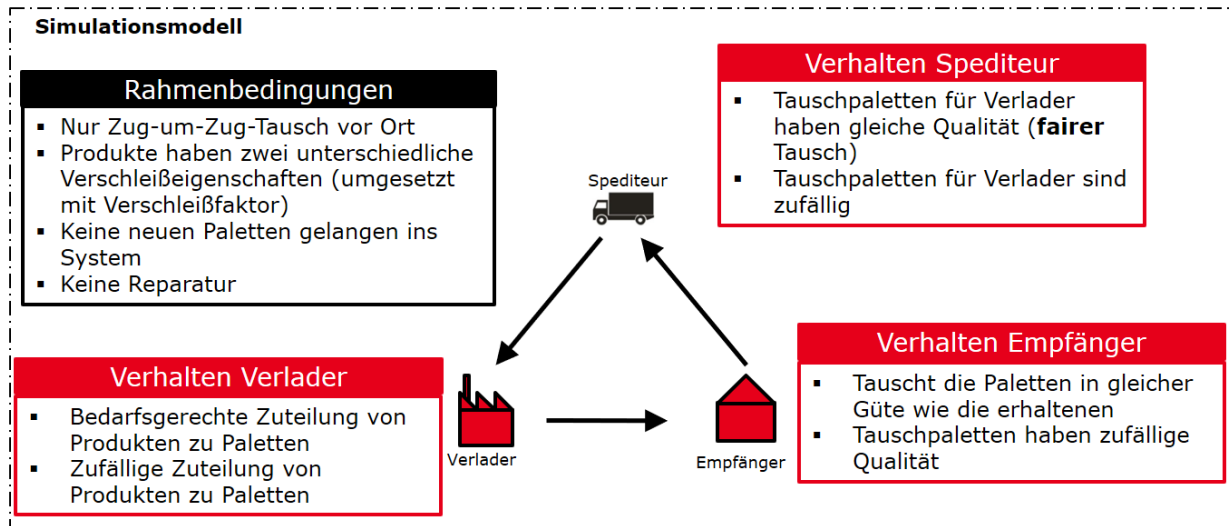 Simulationsmodell
Rahmenbedingungen
▪ Nur Zug-um-Zug-Tausch vor Ort
▪ Produkte haben zwei unterschiedliche
Verschleißeigenschaften (umgesetzt
mit Verschleißfaktor)
▪ Keine neuen Paletten gelangen ins
System
▪ Keine Reparatur
Verhalten Spediteur
▪ Tauschpaletten für Verlader
haben gleiche Qualität (fairer
Tausch)
▪ Tauschpaletten für Verlader sind
zufällig
Spediteur
Verhalten Verlader
▪ Bedarfsgerechte Zuteilung von
Produkten zu Paletten
▪ Zufällige Zuteilung von
Produkten zu Paletten
Verlader
Empfänger
Verhalten Empfänger
▪ Tauscht die Paletten in gleicher
Güte wie die erhaltenen
▪ Tauschpaletten haben zufällige
Qualität